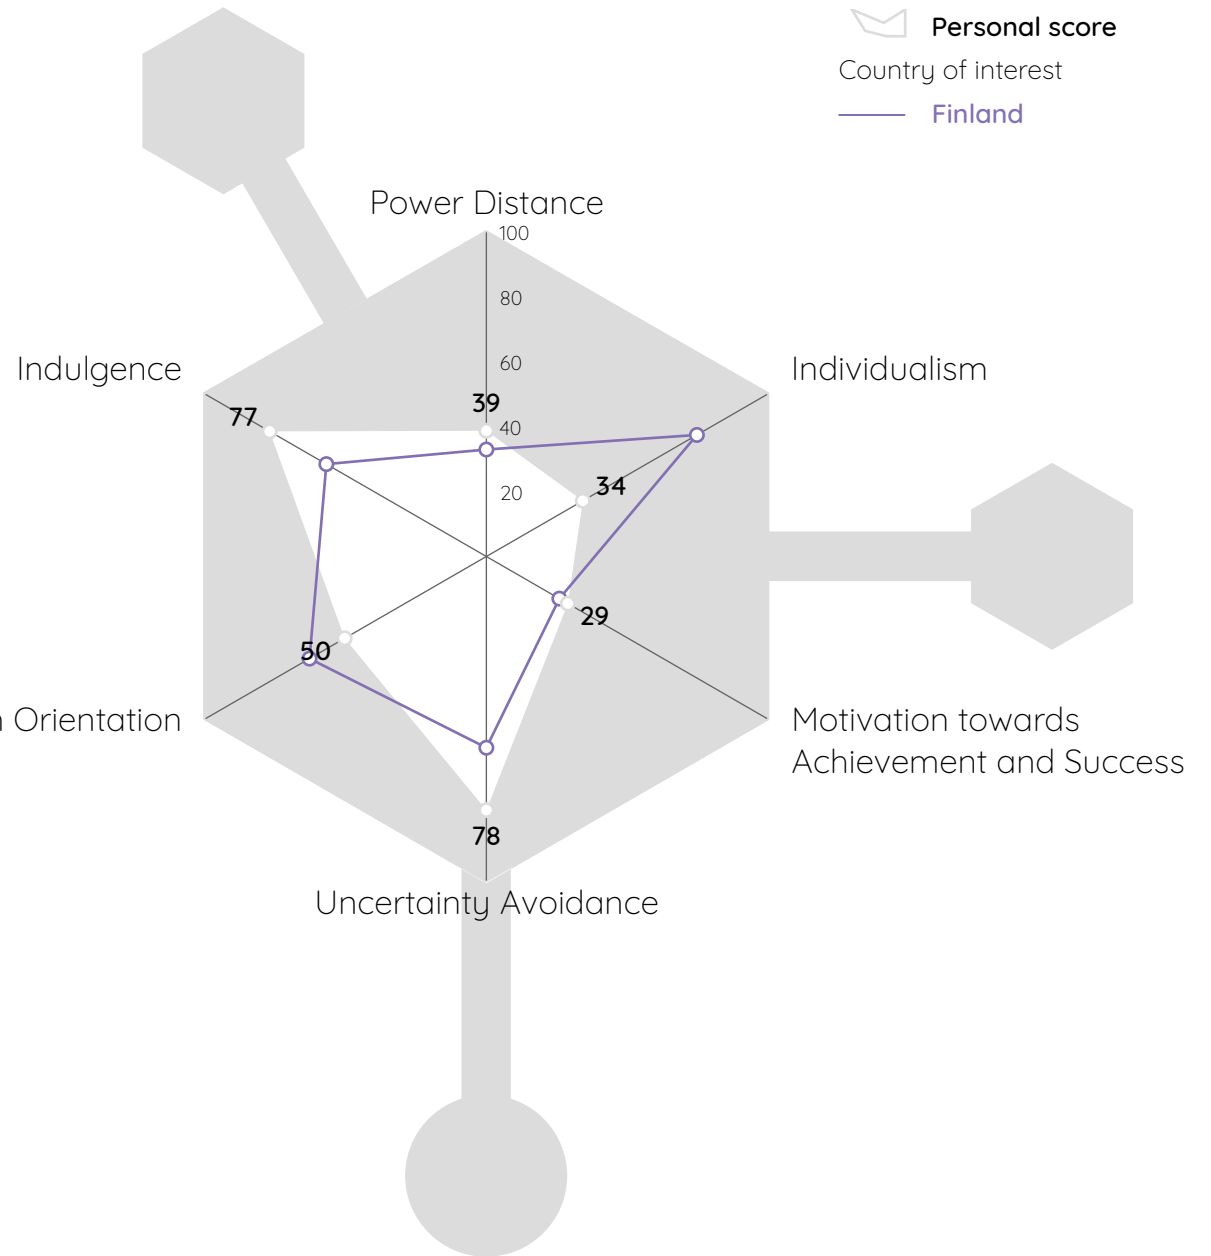 Personal score
Country of interest
Finland
Power Distance
100
80
60
40
20
39
Indulgence
77
Individualism
34
29
50
Orientation
Motivation towards
Achievement and Success
78
Uncertainty Avoidance